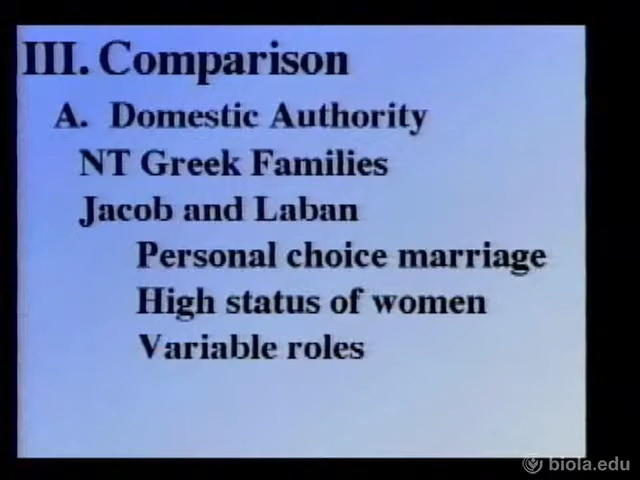 III. Comparison
A. Domestic Authority
NT Greek Families
Jacob and Laban
Personal choice marriage
High status of women
Variable roles
biola.edu